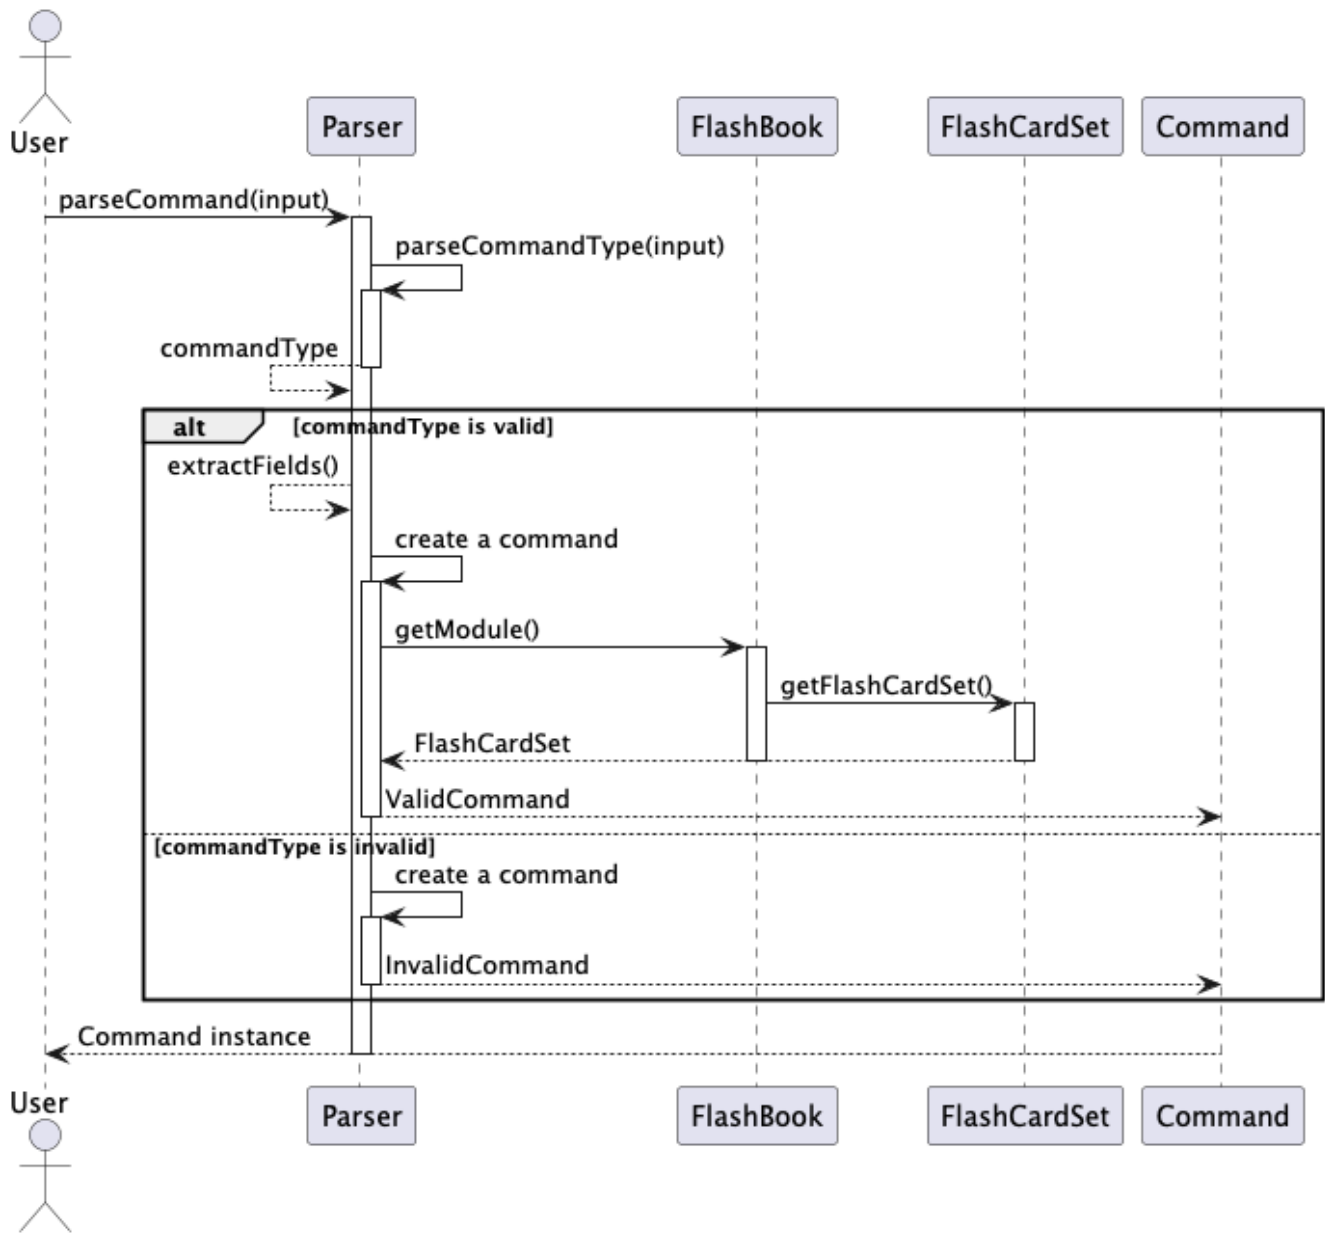 User
Parser
FlashBook
FlashCardSet
Command
parseCommand(input)
parseCommandType(input)
commandType
alt
[commandType is valid]
extractFields()
create a command
getModule()
getFlashCardSet()
FlashCardSet
ValidCommand
[commandType is invalid]
create a command
InvalidCommand
Command instance
User
Parser
FlashBook
FlashCardSet
Command